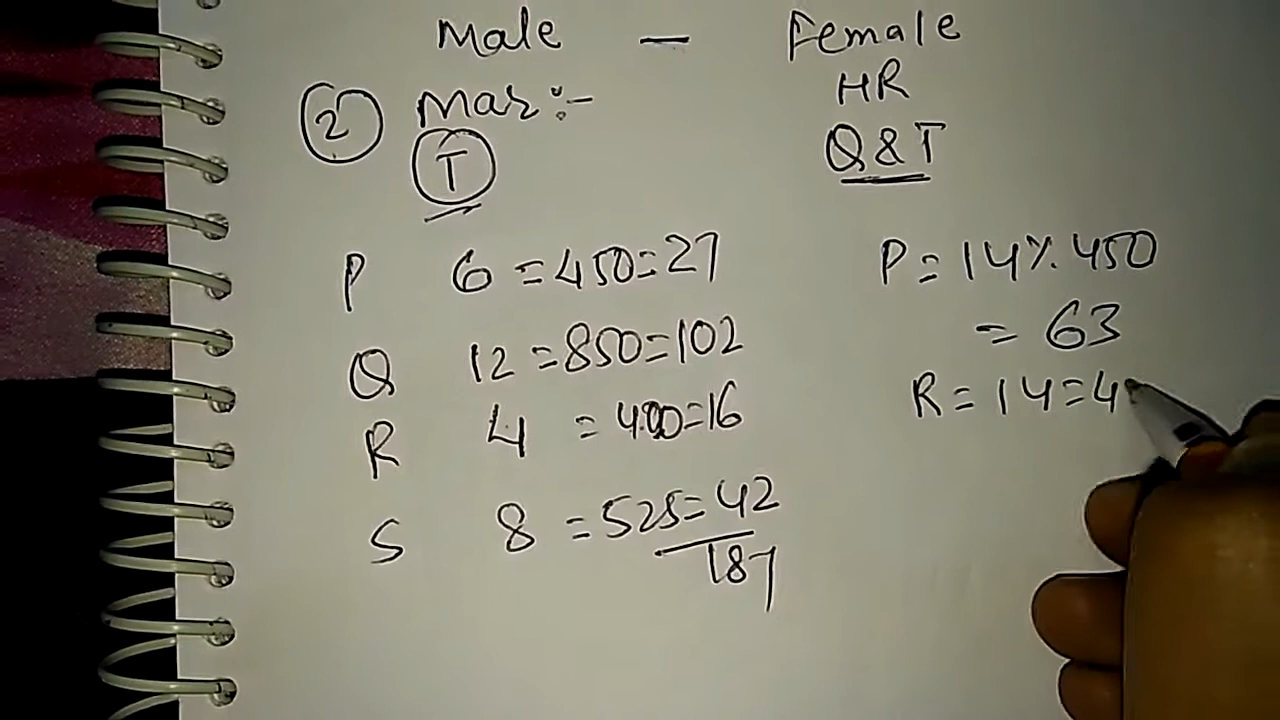 Male — Female
HR
② Mar:-
Q & T
T
P 6 = 450 = 27
Q 12 = 850 = 102
R 4 = 400 = 16
S 8 = 525 = 42
187
P = 14% 450
= 63
R = 14 = 4